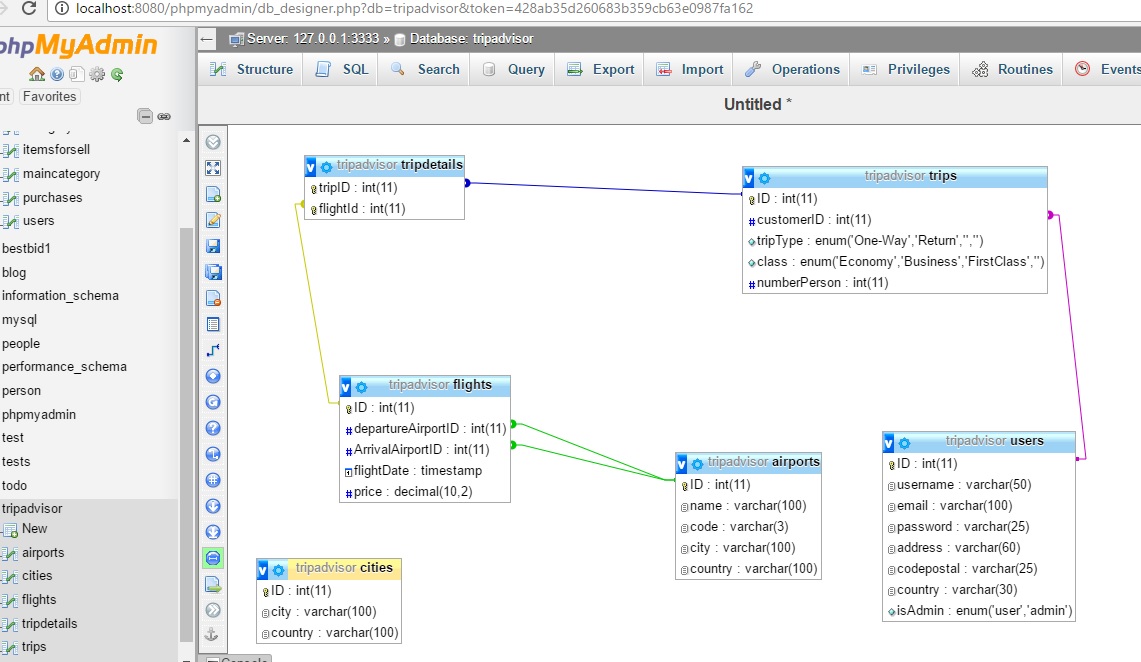 localhost:8080/phpmyadmin/db_designer.php?db=tripadvisor&token=428ab35d260683b359cb63e0987fa162
phpMyAdmin
Server: 127.0.0.1:3333 » Database: tripadvisor
Structure SQL Search Query Export Import Operations Privileges Routines Events
nt Favorites
Untitled *
itemsforsell
maincategory
purchases
users
bestbid1
blog
information_schema
mysql
people
performance_schema
person
phpmyadmin
test
tests
todo
tripadvisor
New
airports
cities
flights
tripdetails
trips
tripadvisor tripdetails
tripID : int(11)
flightId : int(11)
tripadvisor trips
ID : int(11)
customerID : int(11)
tripType : enum('One-Way','Return','','')
class : enum('Economy','Business','FirstClass','')
numberPerson : int(11)
tripadvisor flights
ID : int(11)
departureAirportID : int(11)
ArrivalAirportID : int(11)
flightDate : timestamp
price : decimal(10,2)
tripadvisor airports
ID : int(11)
name : varchar(100)
code : varchar(3)
city : varchar(100)
country : varchar(100)
tripadvisor users
ID : int(11)
username : varchar(50)
email : varchar(100)
password : varchar(25)
address : varchar(60)
codepostal : varchar(25)
country : varchar(30)
isAdmin : enum('user','admin')
tripadvisor cities
ID : int(11)
city : varchar(100)
country : varchar(100)
Console